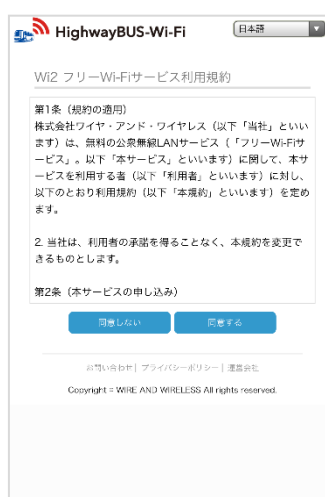 HighwayBUS-Wi-Fi
日本語
Wi2 フリーWi-Fiサービス利用規約
第1条（規約の適用）
株式会社ワイヤ・アンド・ワイヤレス（以下「当社」といい
ます）は、無料の公衆無線LANサービス（「フリーWi-Fiサ
ービス」。以下「本サービス」といいます）に関して、本サ
ービスを利用する者（以下「利用者」といいます）に対し、
以下のとおり利用規約（以下「本規約」といいます）を定め
ます。
2. 当社は、利用者の承諾を得ることなく、本規約を変更で
きるものとします。
第2条（本サービスの申し込み）
同意しない
同意する
お問い合わせ| プライバシーポリシー | 運営会社
Copyright = WIRE AND WIRELESS All rights reserved.